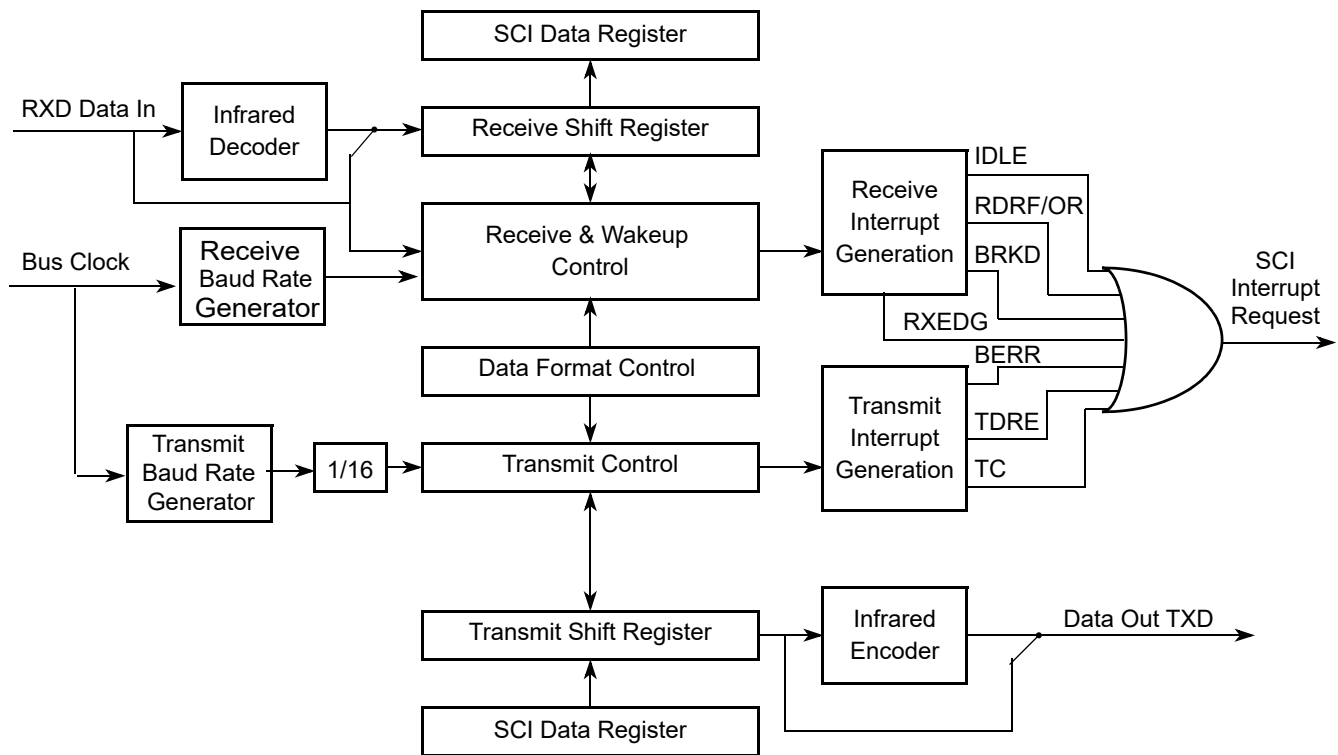 SCI Data Register
RXD Data In
Infrared
Decoder
Receive Shift Register
IDLE
Receive
Interrupt
Generation
RDRF/OR
BRKD
RXEDG
Receive & Wakeup
Control
Bus Clock
Receive
Baud Rate
Generator
SCI
Interrupt
Request
Data Format Control
BERR
Transmit
Interrupt
Generation
TDRE
TC
Transmit
Baud Rate
Generator
1/16
Transmit Control
Transmit Shift Register
Infrared
Encoder
Data Out TXD
SCI Data Register